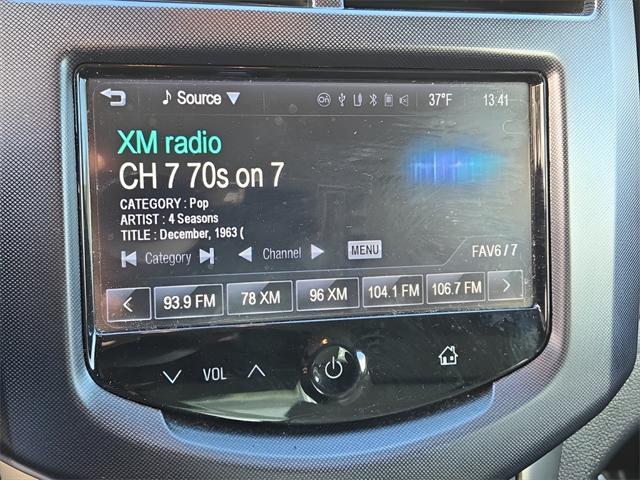 Source 37°F 13:41
XM radio
CH 7 70s on 7
CATEGORY : Pop
ARTIST : 4 Seasons
TITLE : December, 1963 (
Category Channel MENU FAV6 / 7
93.9 FM 78 XM 96 XM 104.1 FM 106.7 FM
VOL